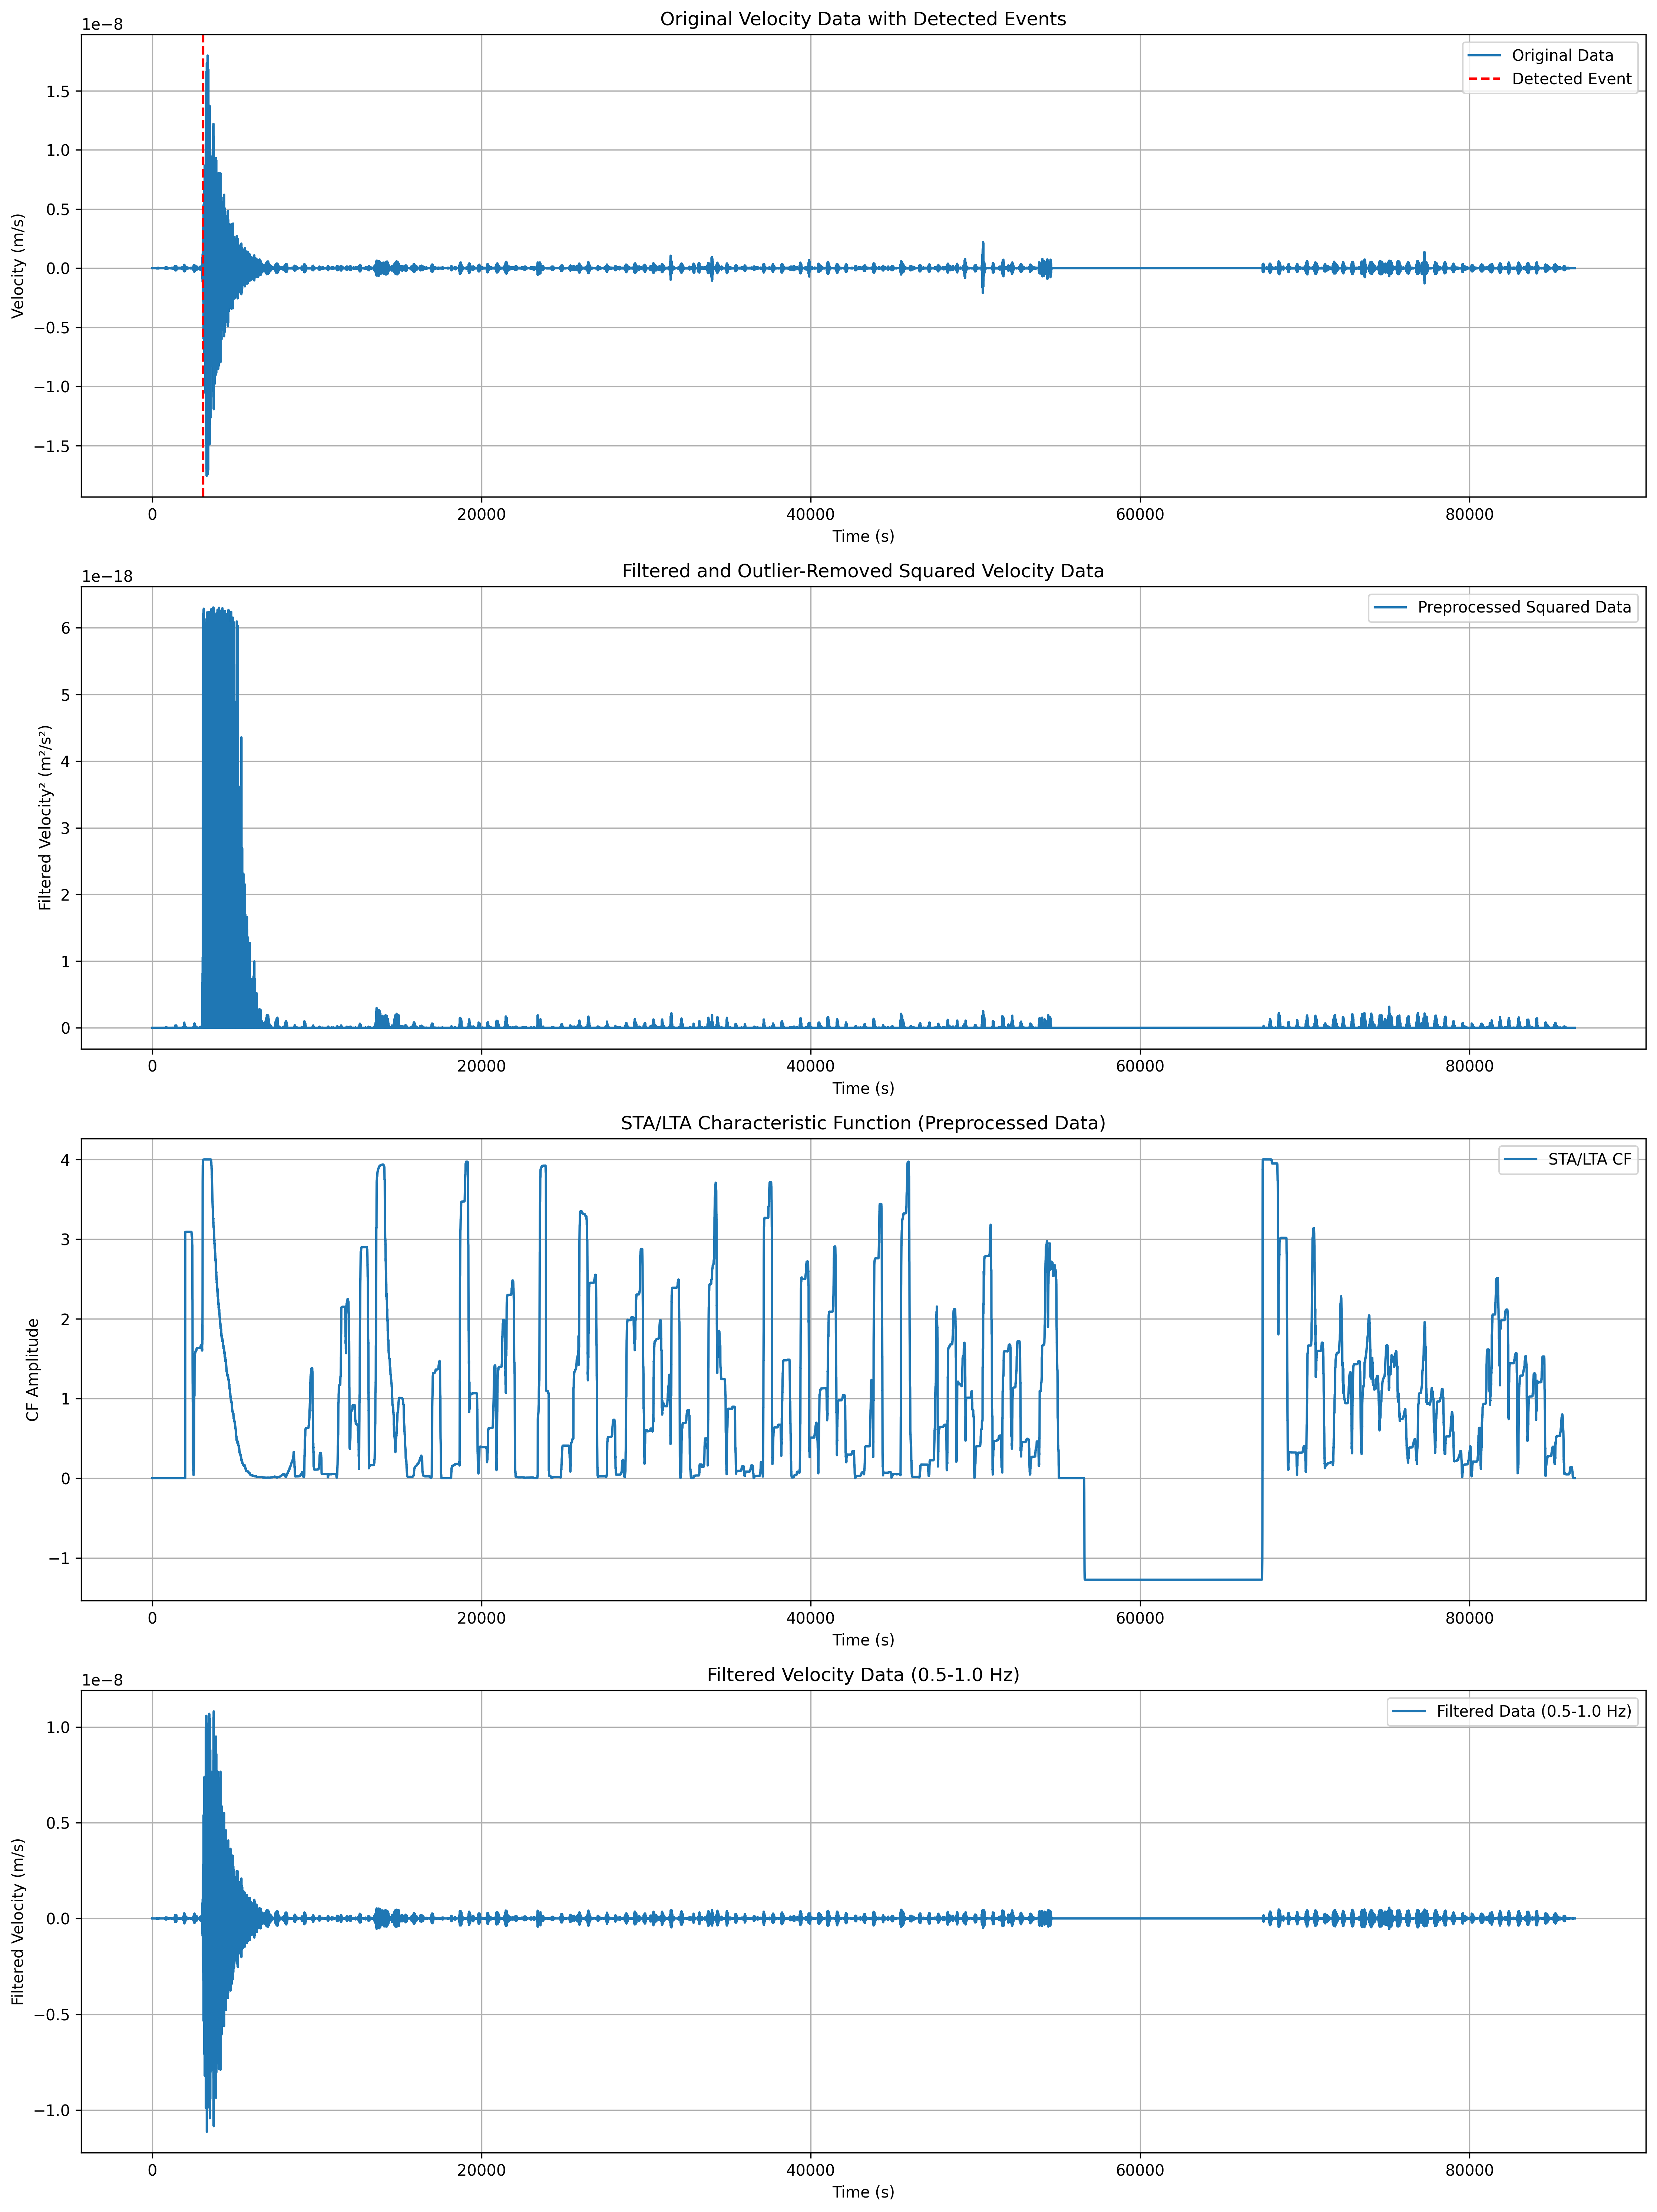 Original Velocity Data with Detected Events
1e−8
Original Data
Detected Event
1.5
1.0
0.5
0.0
−0.5
−1.0
−1.5
Velocity (m/s)
0 20000 40000 60000 80000
Time (s)
Filtered and Outlier-Removed Squared Velocity Data
1e−18
Preprocessed Squared Data
6
5
4
3
2
1
0
Filtered Velocity² (m²/s²)
0 20000 40000 60000 80000
Time (s)
STA/LTA Characteristic Function (Preprocessed Data)
STA/LTA CF
4
3
2
1
0
−1
CF Amplitude
0 20000 40000 60000 80000
Time (s)
Filtered Velocity Data (0.5-1.0 Hz)
1e−8
Filtered Data (0.5-1.0 Hz)
1.0
0.5
0.0
−0.5
−1.0
Filtered Velocity (m/s)
0 20000 40000 60000 80000
Time (s)